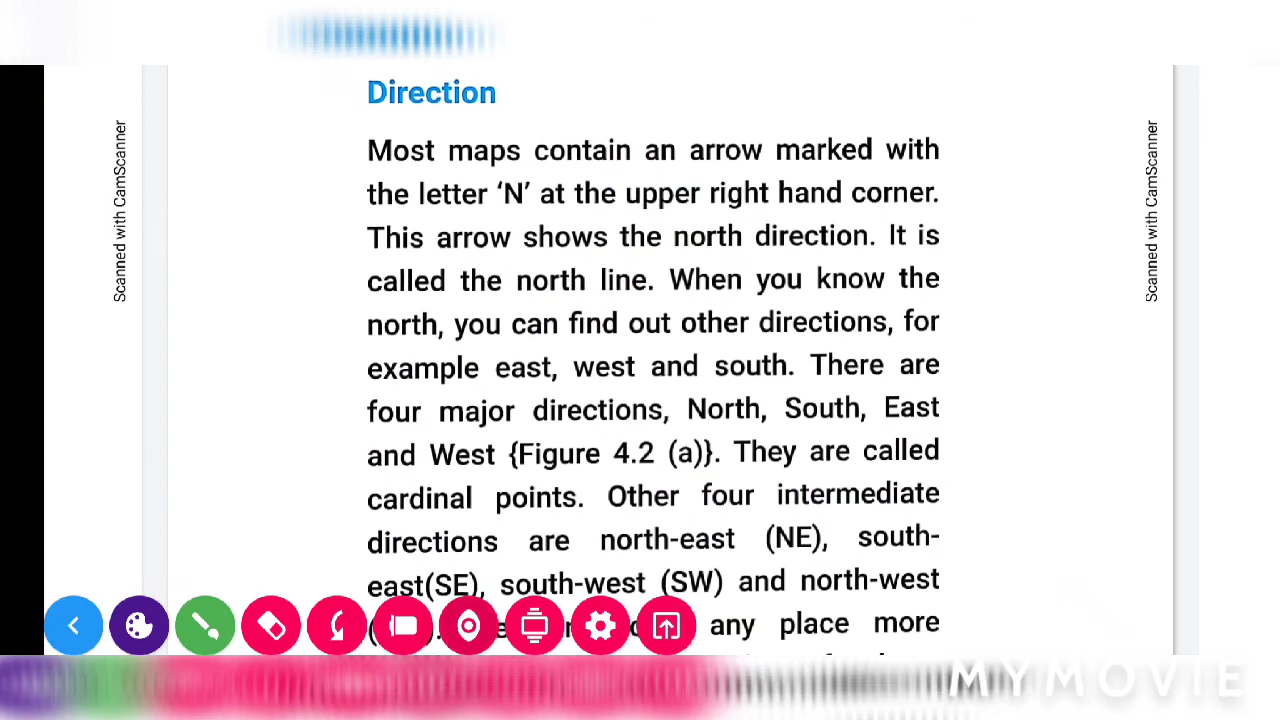 Direction
Most maps contain an arrow marked with
the letter ‘N’ at the upper right hand corner.
This arrow shows the north direction. It is
called the north line. When you know the
north, you can find out other directions, for
example east, west and south. There are
four major directions, North, South, East
and West {Figure 4.2 (a)}. They are called
cardinal points. Other four intermediate
directions are north-east (NE), south-
east(SE), south-west (SW) and north-west
any place more
Scanned with CamScanner
Scanned with CamScanner
MYMOVIE